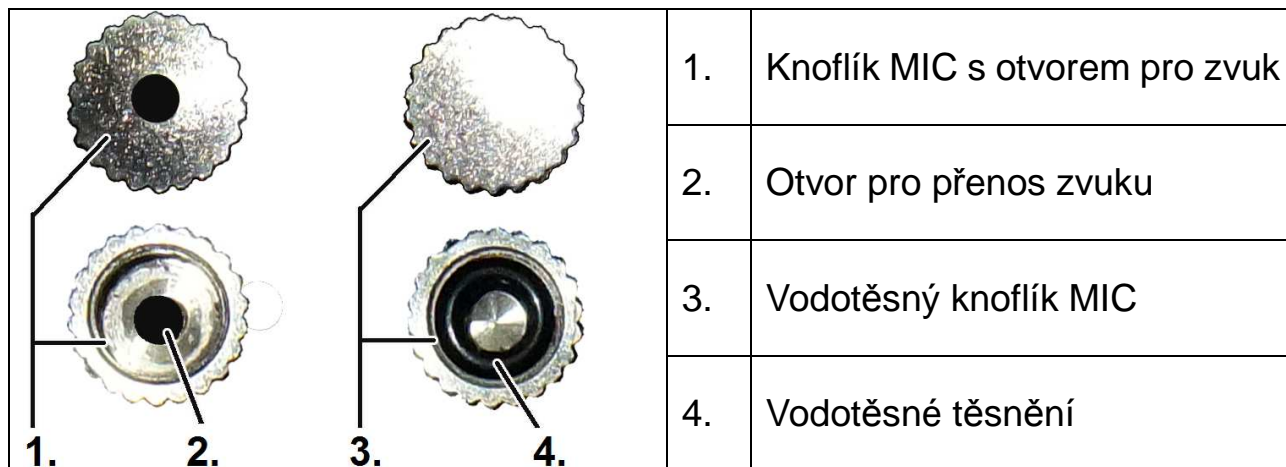 1. Knoflík MIC s otvorem pro zvuk
2. Otvor pro přenos zvuku
3. Vodotěsný knoflík MIC
4. Vodotěsné těsnění
1. 2. 3. 4.